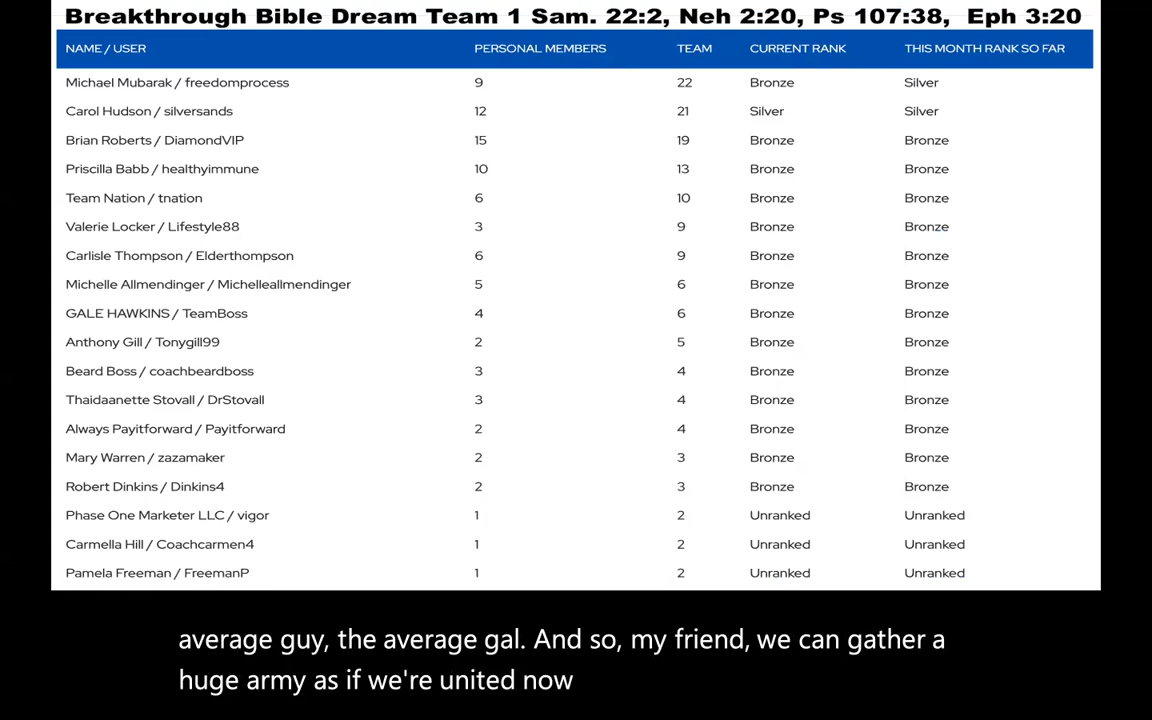 Breakthrough Bible Dream Team 1 Sam. 22:2, Neh 2:20, Ps 107:38, Eph 3:20
NAME / USER PERSONAL MEMBERS TEAM CURRENT RANK THIS MONTH RANK SO FAR
Michael Mubarak / freedomprocess 9 22 Bronze Silver
Carol Hudson / silversands 12 21 Silver Silver
Brian Roberts / DiamondVIP 15 19 Bronze Bronze
Priscilla Babb / healthyimmune 10 13 Bronze Bronze
Team Nation / tnation 6 10 Bronze Bronze
Valerie Locker / Lifestyle88 3 9 Bronze Bronze
Carlisle Thompson / Elderthompson 6 9 Bronze Bronze
Michelle Allmendinger / Michelleallmendinger 5 6 Bronze Bronze
GALE HAWKINS / TeamBoss 4 6 Bronze Bronze
Anthony Gill / Tonygill99 2 5 Bronze Bronze
Beard Boss / coachbeardboss 3 4 Bronze Bronze
Thaidaanette Stovall / DrStovall 3 4 Bronze Bronze
Always Payitforward / Payitforward 2 4 Bronze Bronze
Mary Warren / zazamaker 2 3 Bronze Bronze
Robert Dinkins / Dinkins4 2 3 Bronze Bronze
Phase One Marketer LLC / vigor 1 2 Unranked Unranked
Carmella Hill / Coachcarmen4 1 2 Unranked Unranked
Pamela Freeman / FreemanP 1 2 Unranked Unranked
average guy, the average gal. And so, my friend, we can gather a
huge army as if we're united now